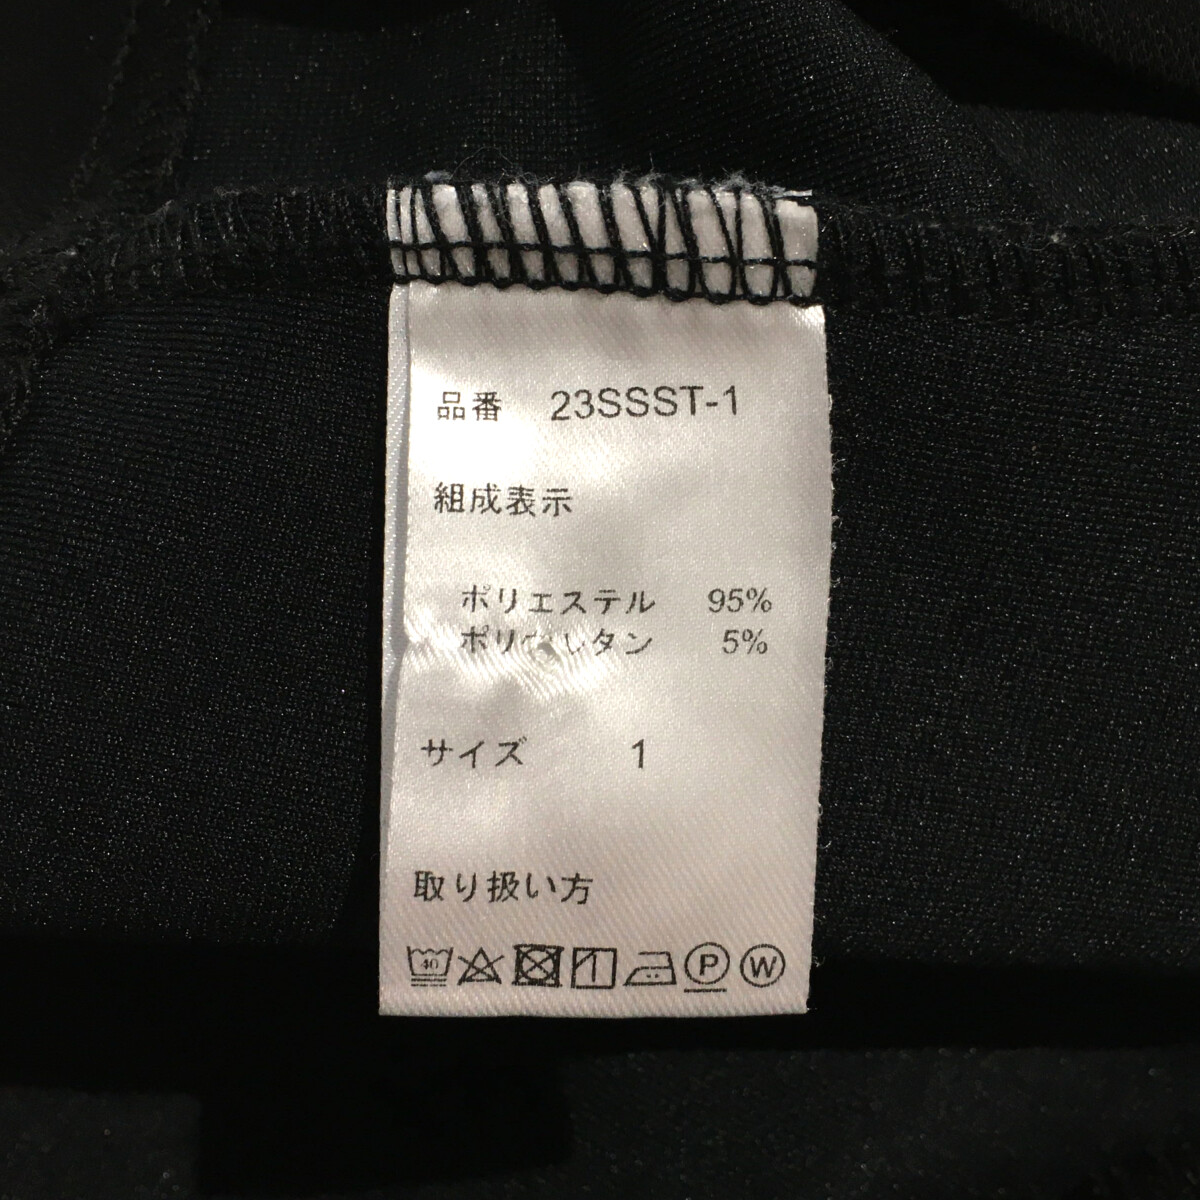 品番 23SSST-1
組成表示
ポリエステル 95%
ポリウレタン 5%
サイズ 1
取り扱い方
40 P W